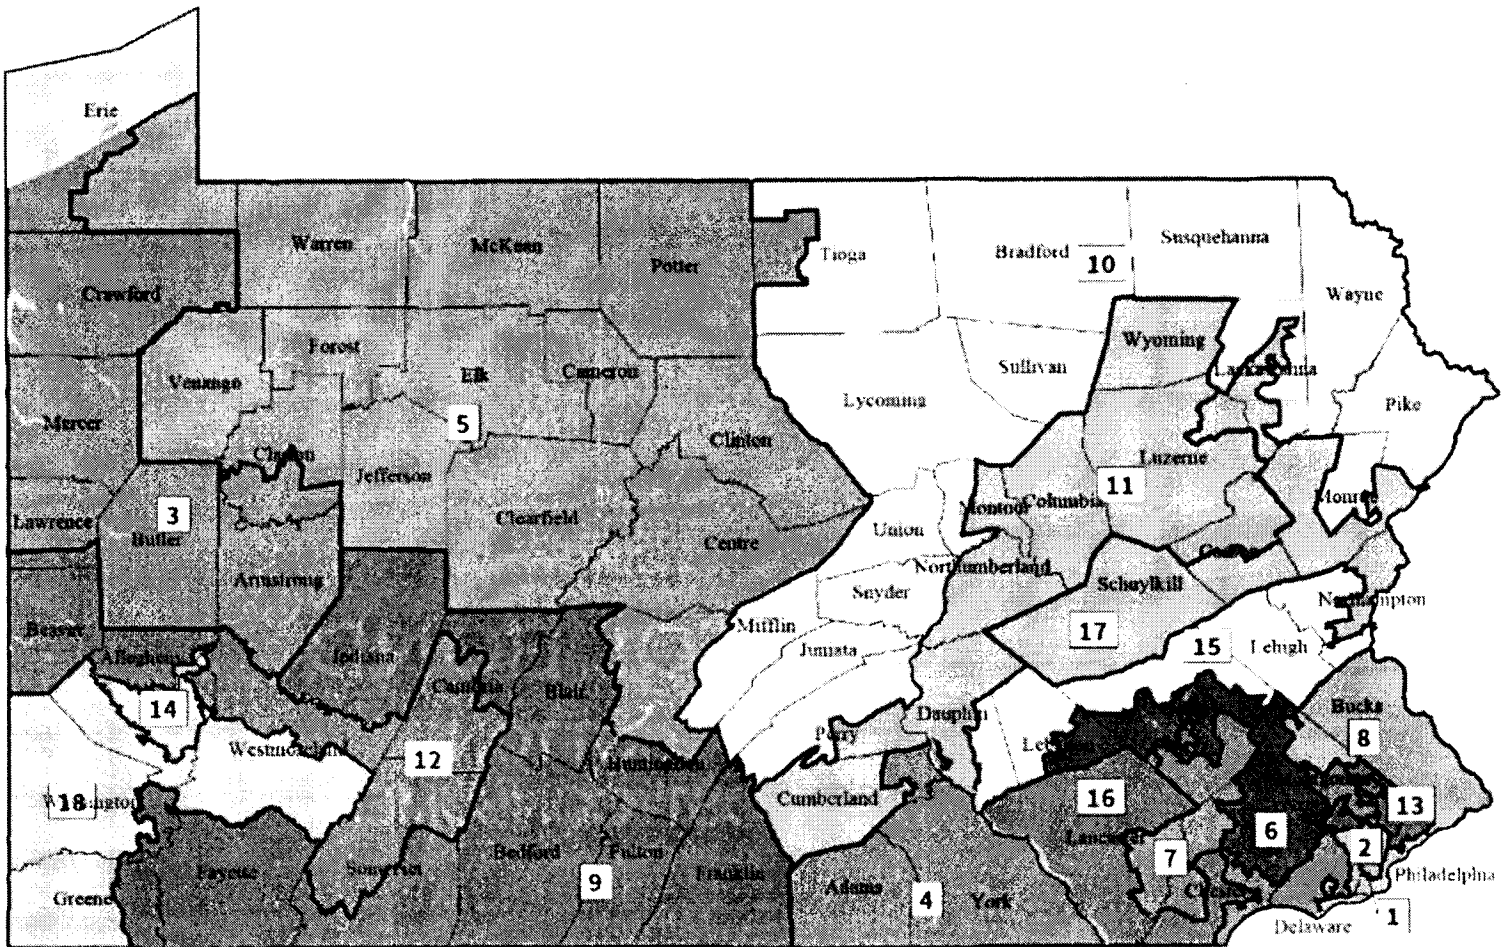 Erie
Warren
McKean
Potter
Tioga
Bradford
10
Susquehanna
Wayne
Crawford
Wyoming
Forest
Elk
Cameron
Venango
Sullivan
Lycoming
Pike
Mercer
5
Clinton
Jefferson
Luzerne
11
Columbia
Lawrence
3
Butler
Clearfield
Centre
Union
Northumberland
Armstrong
Schuylkill
Snyder
17
Northampton
Beaver
Mifflin
Juniata
15
Lehigh
Allegheny
Indiana
Cambria
Blair
14
Westmoreland
Perry
Dauphin
Bucks
8
12
Cumberland
16
13
18
Lancaster
6
2
7
Bedford
Fulton
9
Franklin
Fayette
Somerset
Adams
4
York
Philadelphia
Greene
1
Delaware